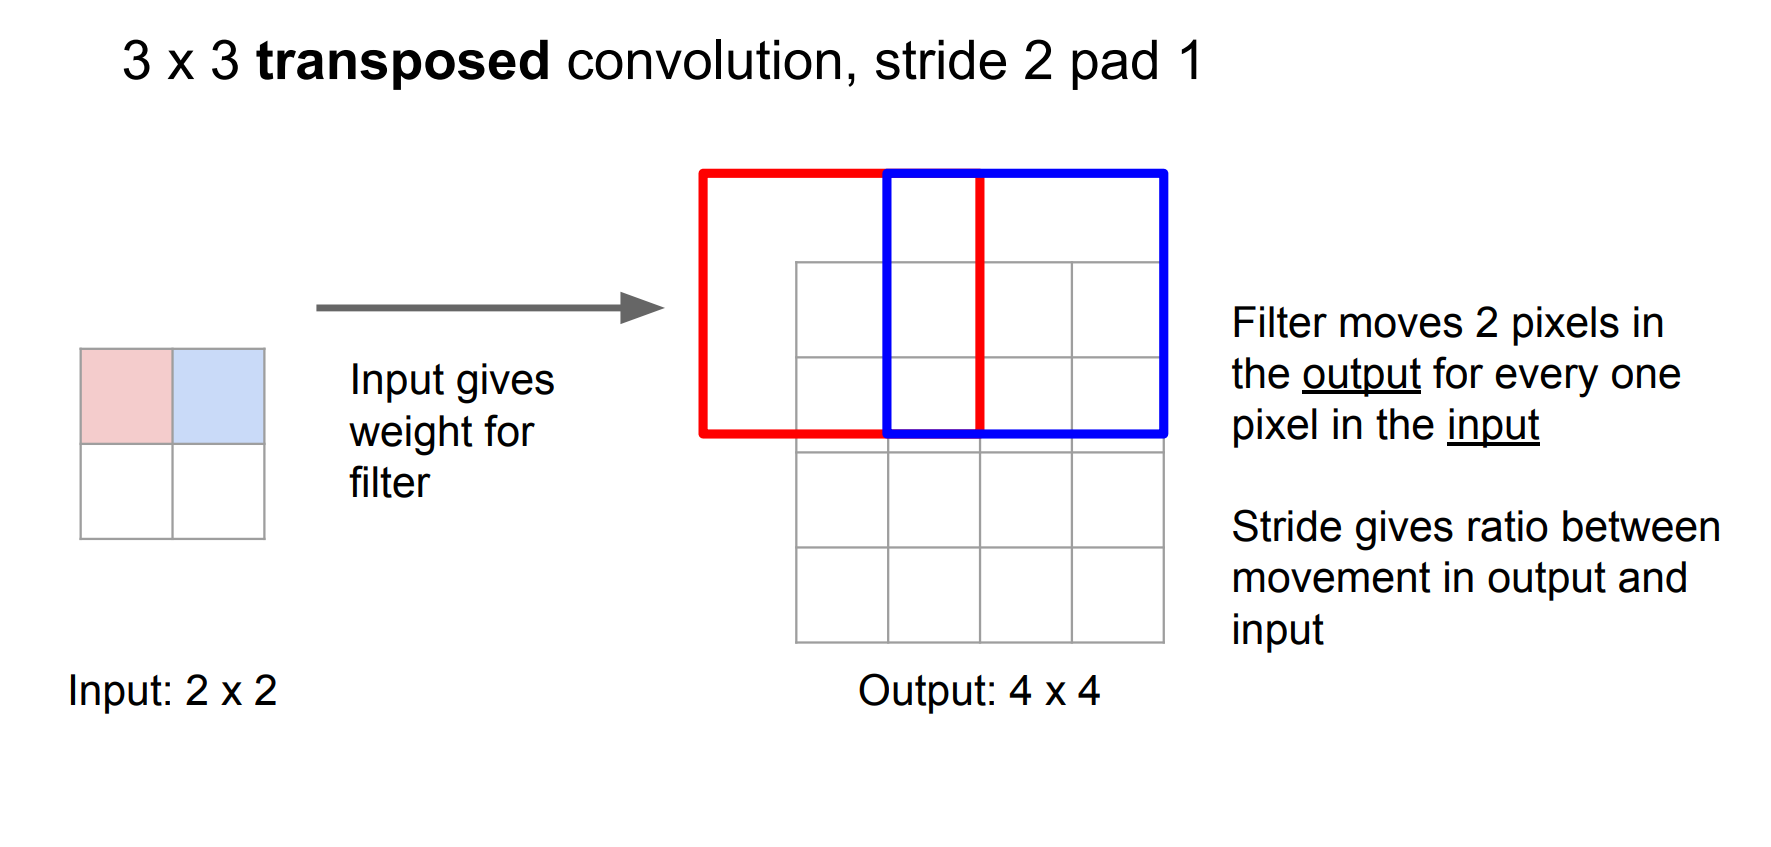 3 x 3 transposed convolution, stride 2 pad 1
Input gives
weight for
filter
Filter moves 2 pixels in
the output for every one
pixel in the input
Stride gives ratio between
movement in output and
input
Input: 2 x 2
Output: 4 x 4